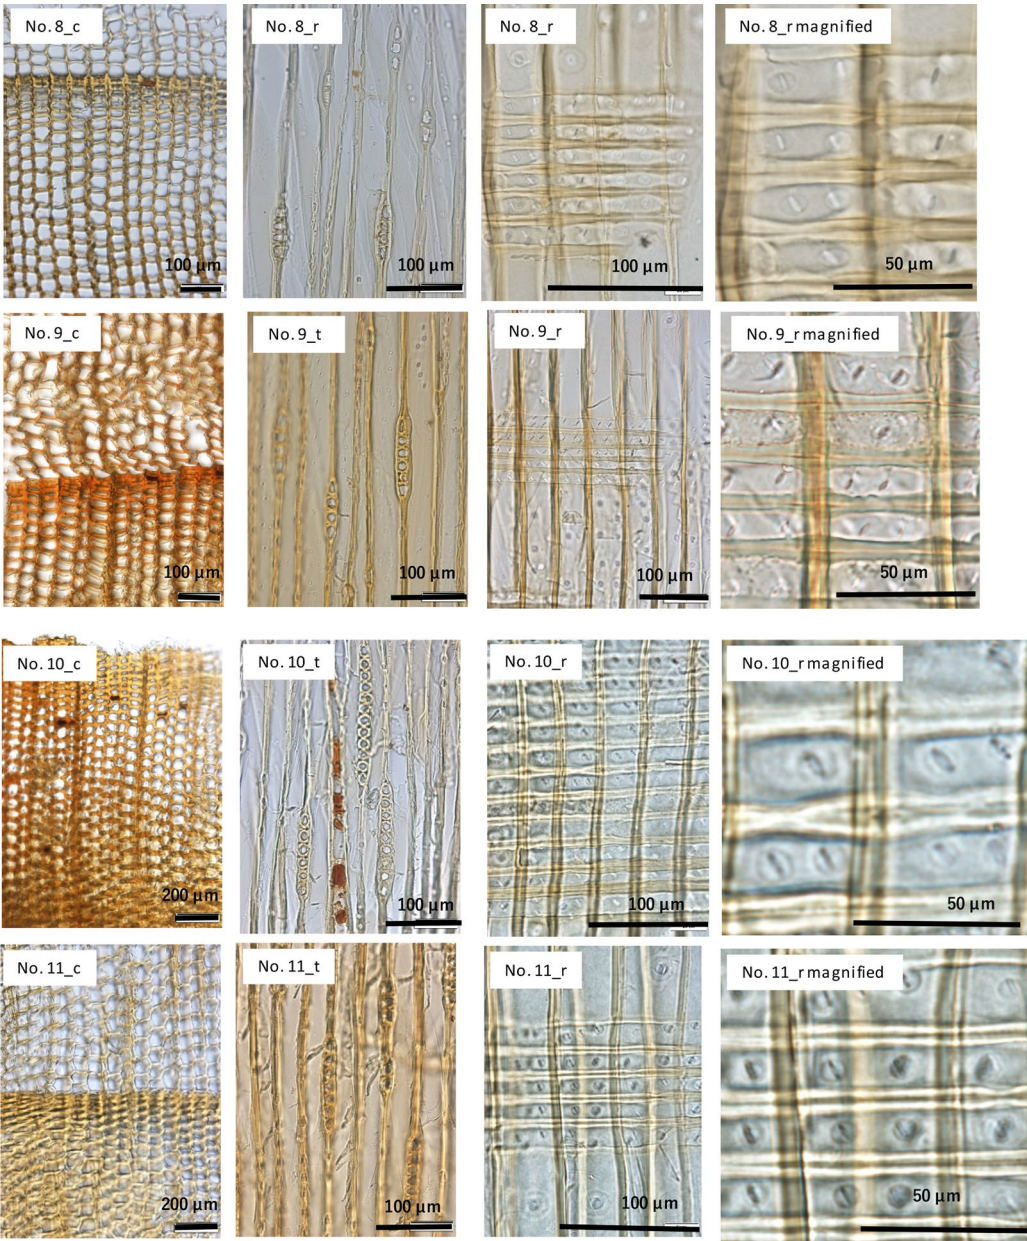 No. 8_c
No. 8_r
No. 8_r
No. 8_r magnified
100 µm
100 µm
100 µm
50 µm
No. 9_c
No. 9_t
No. 9_r
No. 9_r magnified
100 µm
100 µm
100 µm
50 µm
No. 10_c
No. 10_t
No. 10_r
No. 10_r magnified
200 µm
100 µm
100 µm
50 µm
No. 11_c
No. 11_t
No. 11_r
No. 11_r magnified
200 µm
100 µm
100 µm
50 µm